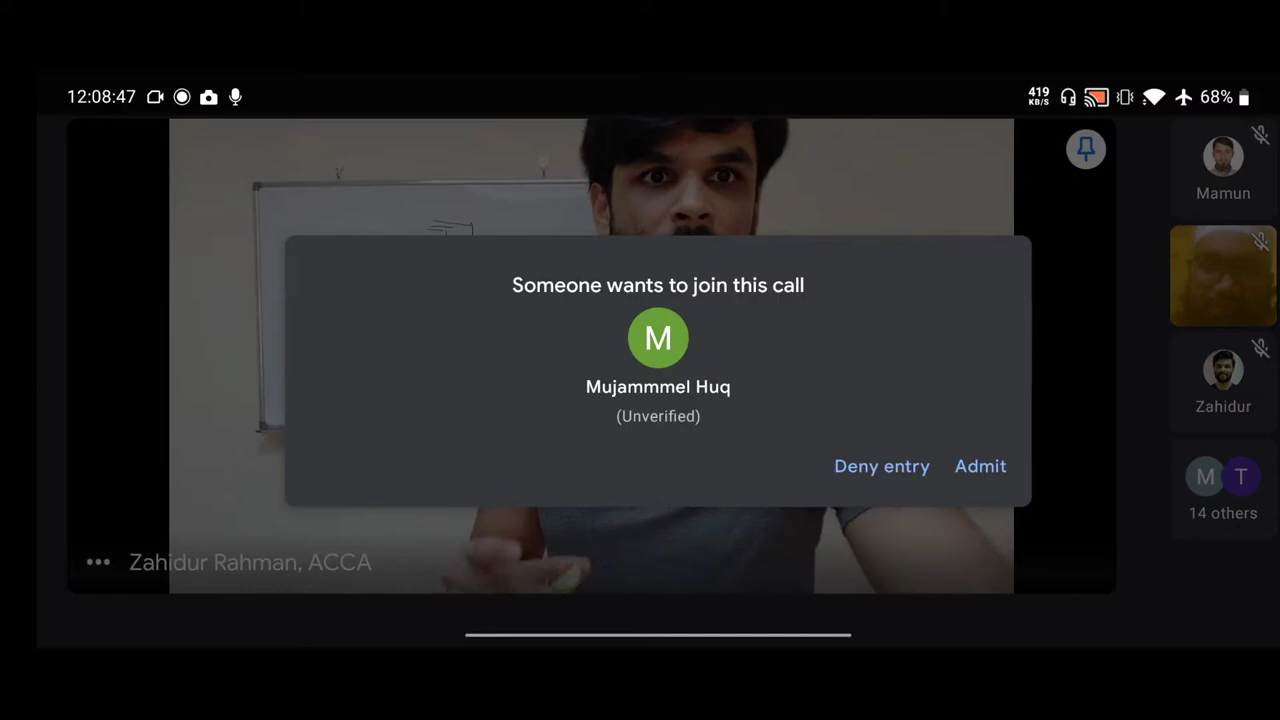 12:08:47
419
KB/S
68%
Mamun
Someone wants to join this call
M
Mujammmel Huq
(Unverified)
Zahidur
Deny entry Admit
M T
14 others
Zahidur Rahman, ACCA